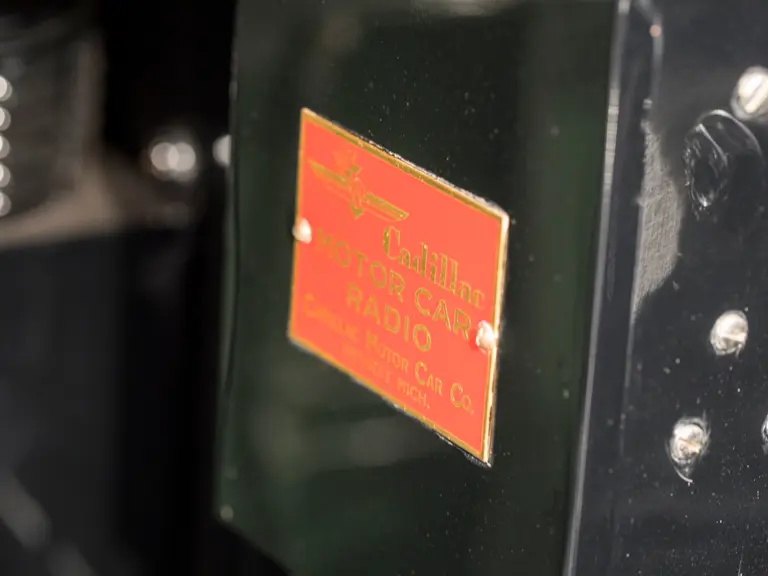 Cadillac
MOTOR CAR
RADIO
CADILLAC MOTOR CAR CO.
DETROIT, MICH.